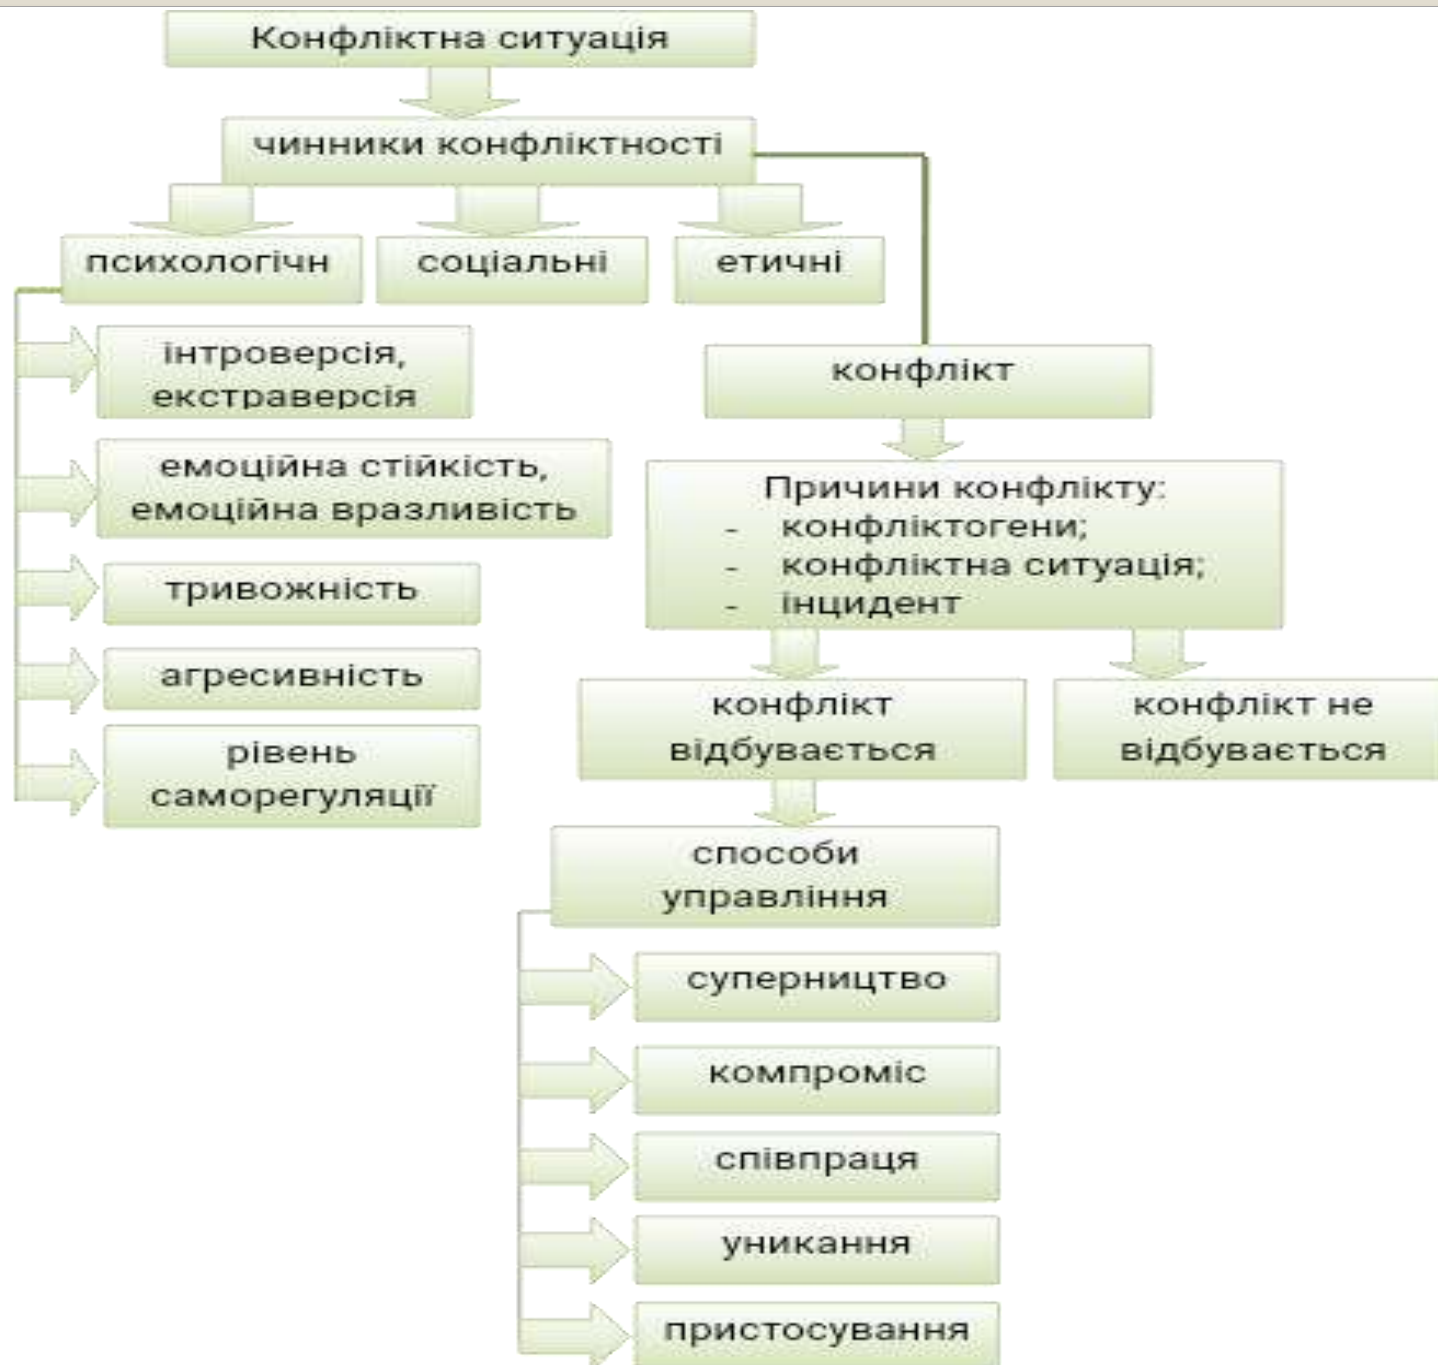 Конфліктна ситуація
чинники конфліктності
психологічн
соціальні
етичні
інтроверсія,
екстраверсія
емоційна стійкість,
емоційна вразливість
тривожність
агресивність
рівень
саморегуляції
конфлікт
Причини конфлікту:
- конфліктогени;
- конфліктна ситуація;
- інцидент
конфлікт
відбувається
конфлікт не
відбувається
способи
управління
суперництво
компроміс
співпраця
уникання
пристосування